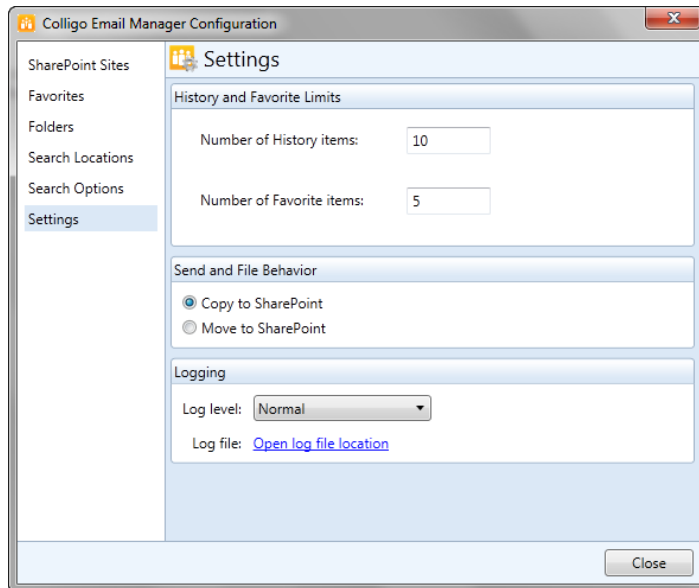 Colligo Email Manager Configuration
SharePoint Sites
Favorites
Folders
Search Locations
Search Options
Settings
Settings
History and Favorite Limits
Number of History items: 10
Number of Favorite items: 5
Send and File Behavior
Copy to SharePoint
Move to SharePoint
Logging
Log level: Normal
Log file: Open log file location
Close